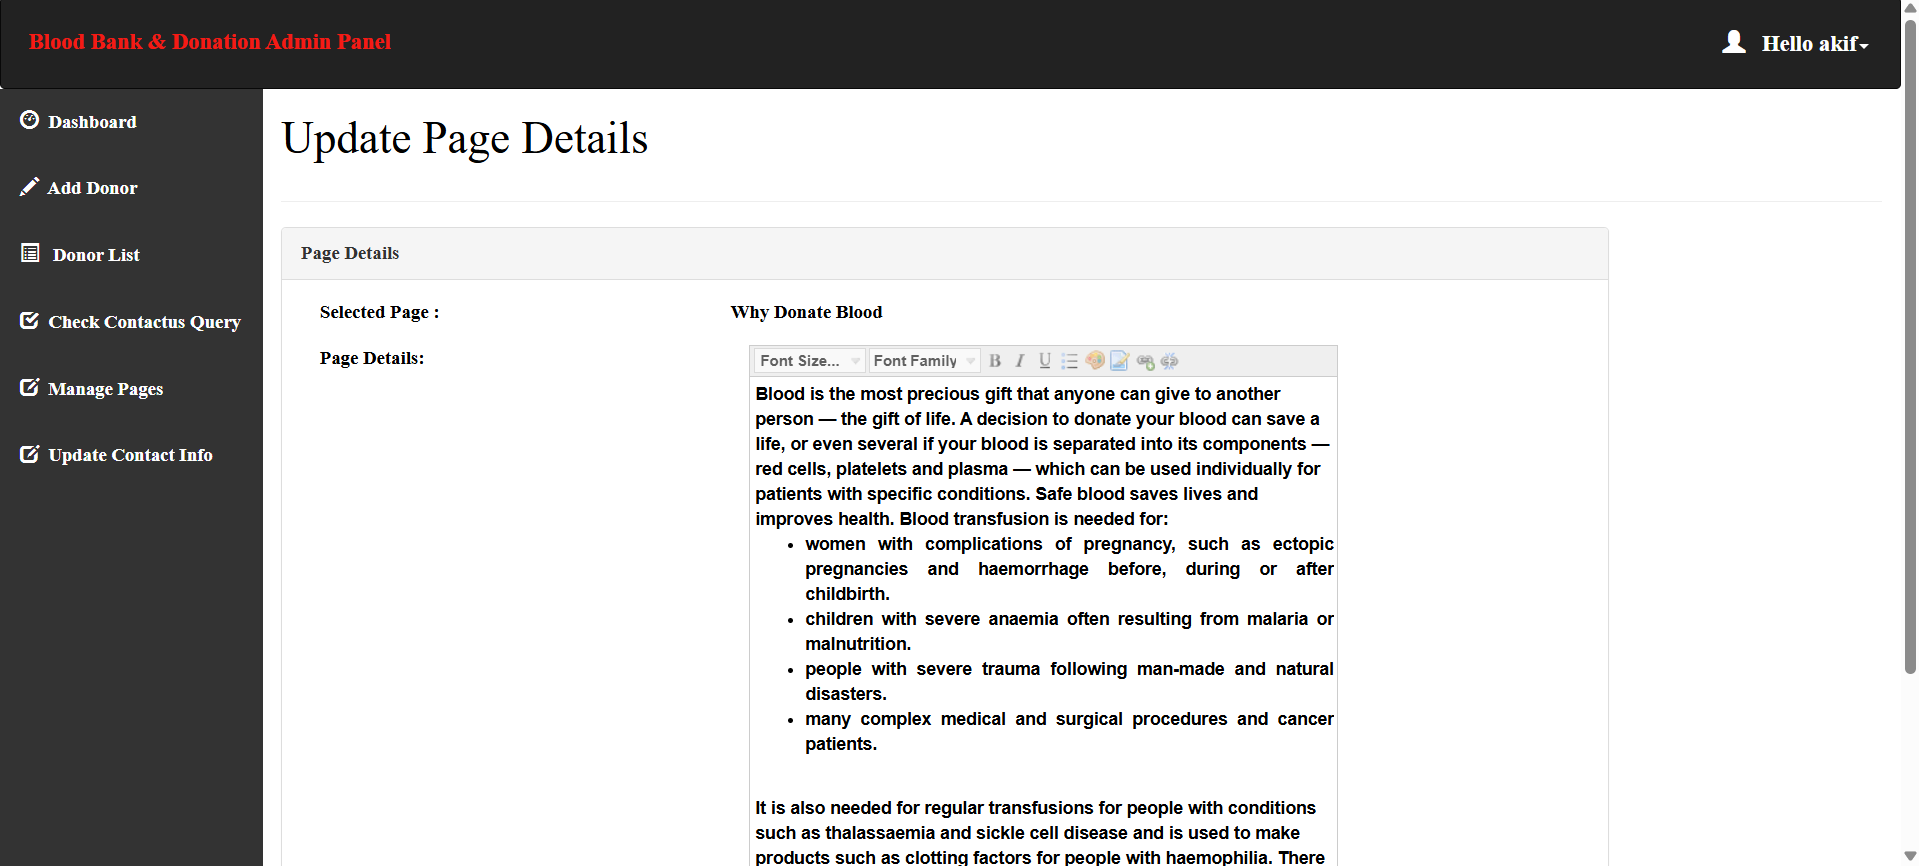 Blood Bank & Donation Admin Panel
Hello akif
Dashboard
Add Donor
Donor List
Check Contactus Query
Manage Pages
Update Contact Info
Update Page Details
Page Details
Selected Page :
Why Donate Blood
Page Details:
Font Size...
Font Family
B I U
Blood is the most precious gift that anyone can give to another
person — the gift of life. A decision to donate your blood can save a
life, or even several if your blood is separated into its components —
red cells, platelets and plasma — which can be used individually for
patients with specific conditions. Safe blood saves lives and
improves health. Blood transfusion is needed for:
• women with complications of pregnancy, such as ectopic
pregnancies and haemorrhage before, during or after
childbirth.
• children with severe anaemia often resulting from malaria or
malnutrition.
• people with severe trauma following man-made and natural
disasters.
• many complex medical and surgical procedures and cancer
patients.
It is also needed for regular transfusions for people with conditions
such as thalassaemia and sickle cell disease and is used to make
products such as clotting factors for people with haemophilia. There